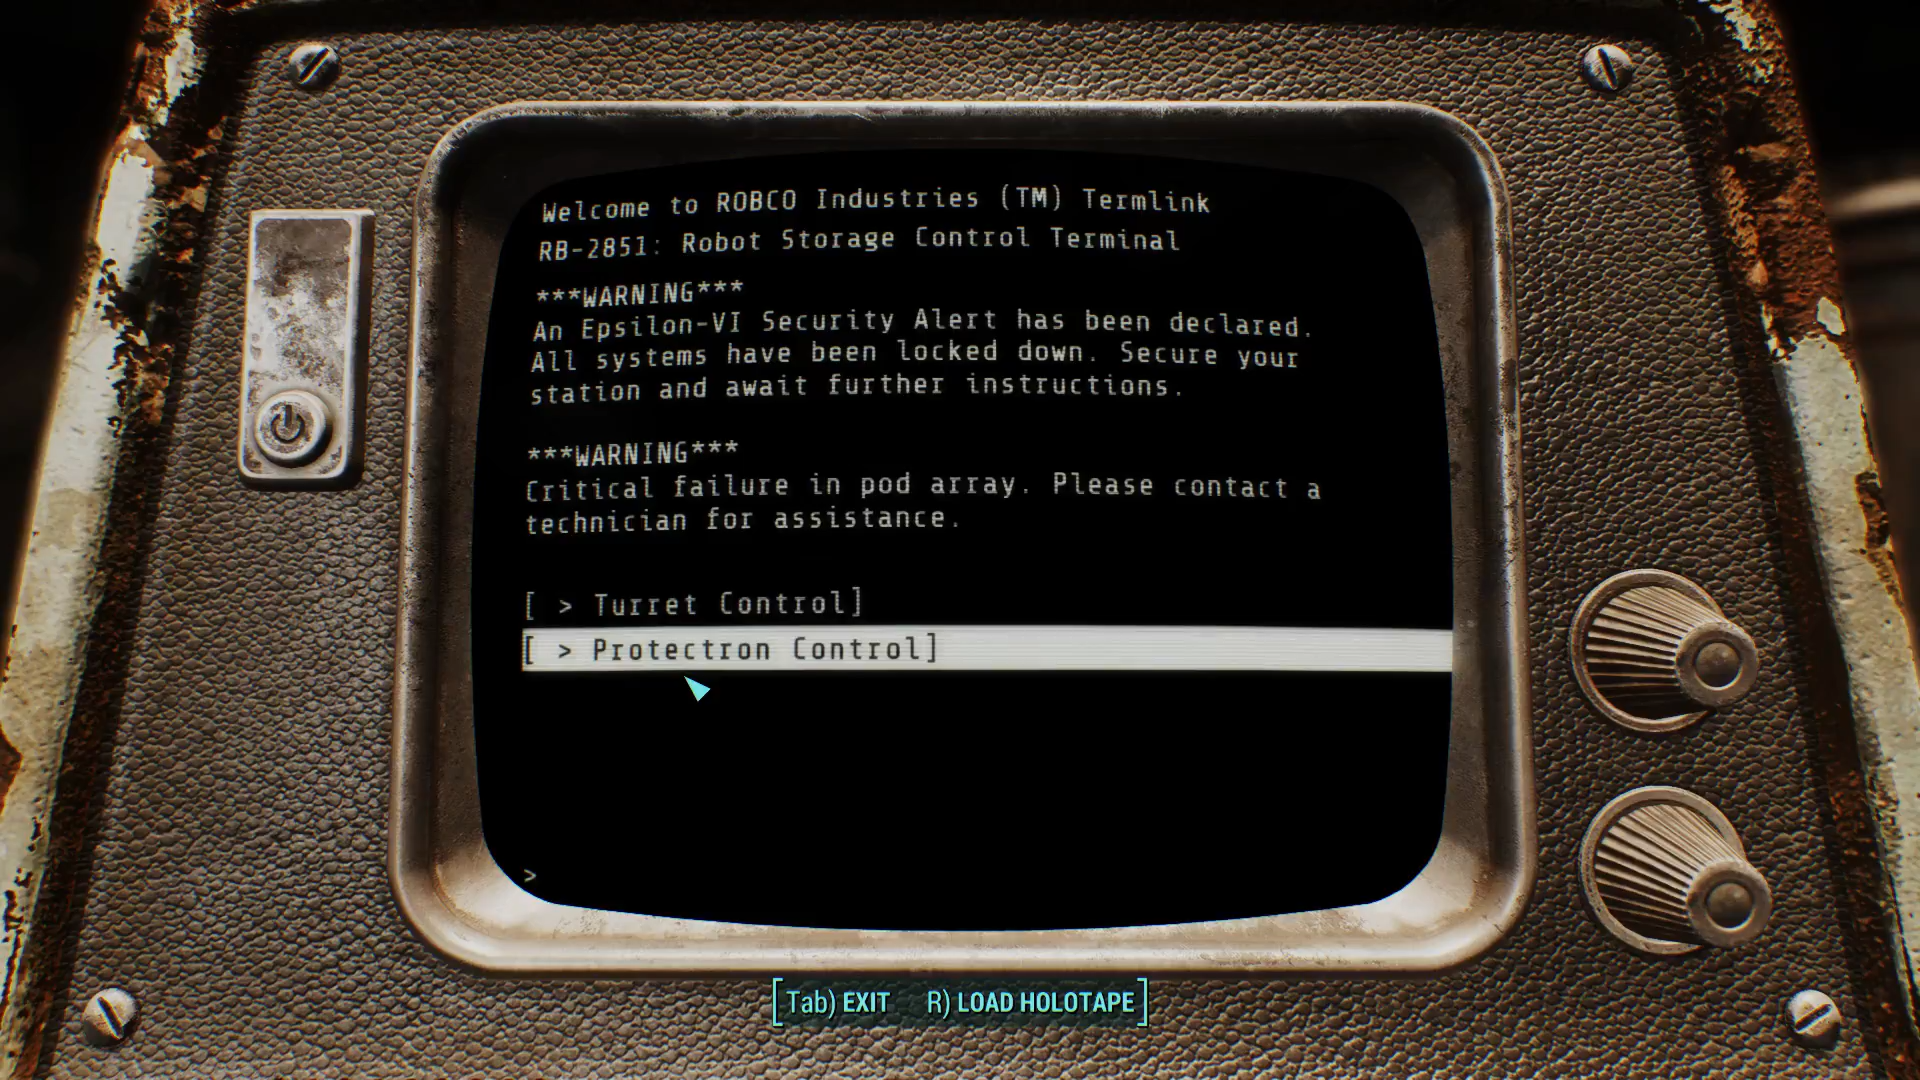 Welcome to ROBCO Industries (TM) Termlink
RB-2851: Robot Storage Control Terminal
***WARNING***
An Epsilon-VI Security Alert has been declared.
All systems have been locked down. Secure your
station and await further instructions.
***WARNING***
Critical failure in pod array. Please contact a
technician for assistance.
[ > Turret Control]
[ > Protectron Control]
>
[Tab) EXIT R) LOAD HOLOTAPE]